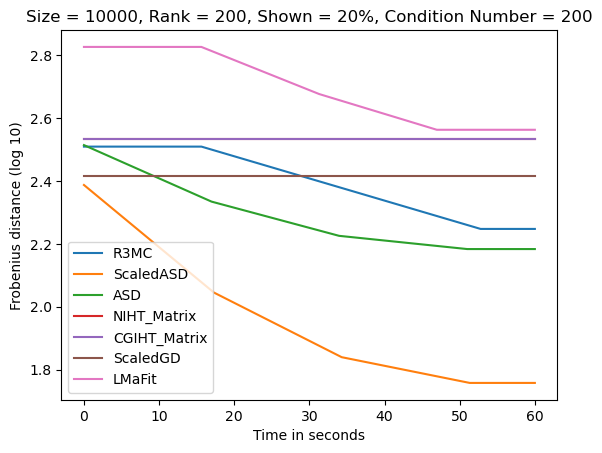 Size = 10000, Rank = 200, Shown = 20%, Condition Number = 200
Frobenius distance (log 10)
2.8
2.6
2.4
2.2
2.0
1.8
R3MC
ScaledASD
ASD
NIHT_Matrix
CGIHT_Matrix
ScaledGD
LMaFit
0 10 20 30 40 50 60
Time in seconds